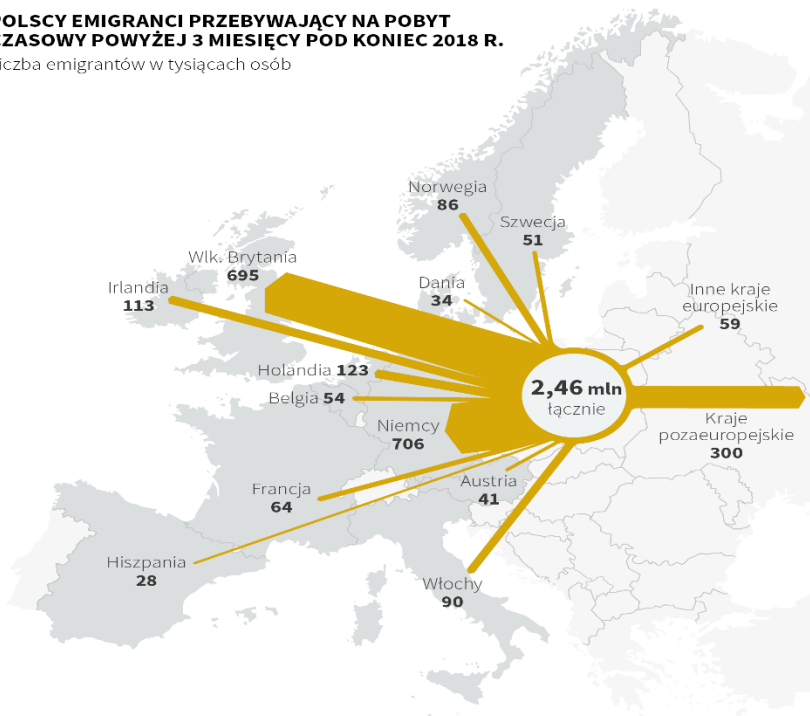 POLSCY EMIGRANCI PRZEBYWAJĄCY NA POBYT
CZASOWY POWYŻEJ 3 MIESIĘCY POD KONIEC 2018 R.
liczba emigrantów w tysiącach osób
Norwegia
86
Szwecja
51
Wlk. Brytania
695
Irlandia
113
Dania
34
Inne kraje
europejskie
59
Holandia 123
Belgia 54
2,46 mln
łącznie
Niemcy
706
Kraje
pozaeuropejskie
300
Francja
64
Austria
41
Hiszpania
28
Włochy
90